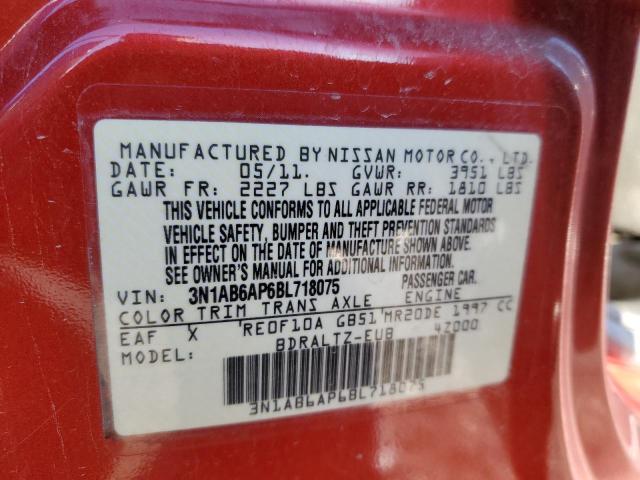 MANUFACTURED BY NISSAN MOTOR CO., LTD.
DATE: 05/11. GVWR: 3951 LBS
GAWR FR: 2227 LBS GAWR RR: 1810 LBS
THIS VEHICLE CONFORMS TO ALL APPLICABLE FEDERAL MOTOR
VEHICLE SAFETY, BUMPER AND THEFT PREVENTION STANDARDS
IN EFFECT ON THE DATE OF MANUFACTURE SHOWN ABOVE.
SEE OWNER'S MANUAL FOR ADDITIONAL INFORMATION.
VIN: 3N1AB6AP6BL718075 PASSENGER CAR.
COLOR TRIM TRANS AXLE ENGINE
EAF X RE0F10A GB51 MR20DE 1997 CC
MODEL: BDRALTZ-EUB 4Z000
3N1AB6AP6BL718075